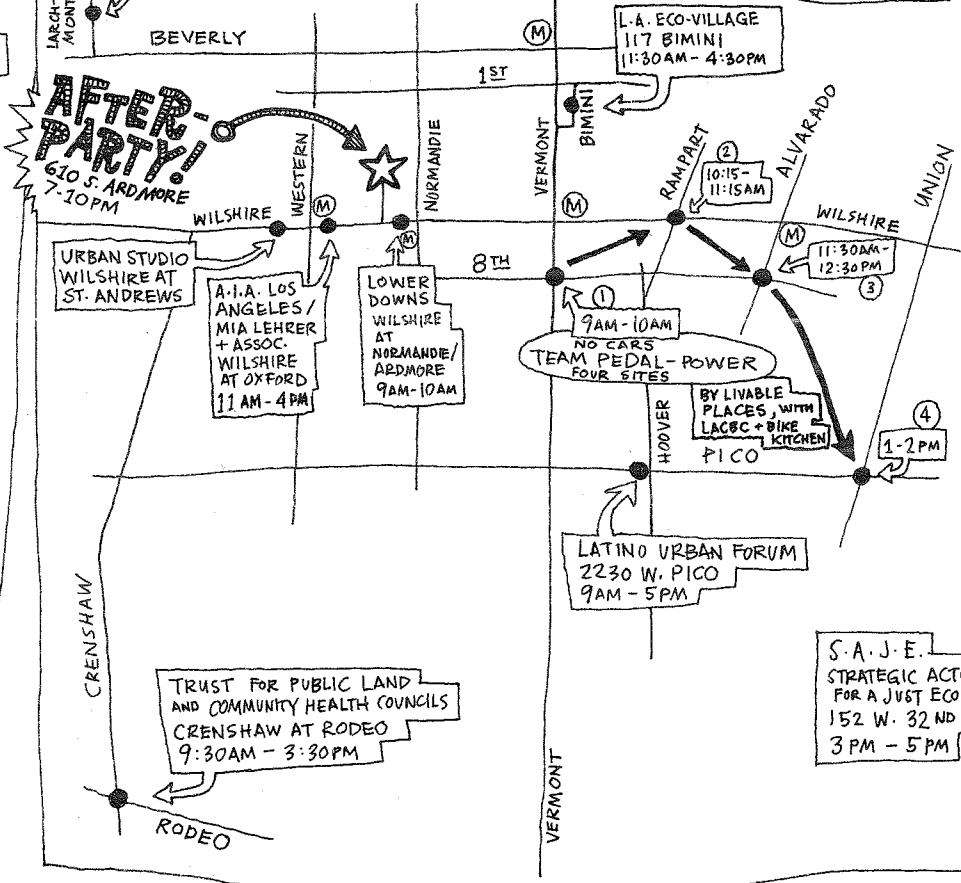 LARCH-
MONT
BEVERLY
M
L.A. ECO-VILLAGE
117 BIMINI
11:30AM - 4:30PM
1ST
AFTER-
PARTY!
610 S. ARDMORE
7-10PM
WESTERN
NORMANDIE
VERMONT
BIMINI
RAMPART
ALVARADO
UNION
2
10:15-
11:15AM
WILSHIRE
M
M
M
M
WILSHIRE
URBAN STUDIO
WILSHIRE AT
ST. ANDREWS
A.I.A. LOS
ANGELES/
MIA LEHRER
+ ASSOC.
WILSHIRE
AT OXFORD
11 AM-4PM
LOWER
DOWNS
WILSHIRE
AT
NORMANDIE/
ARDMORE
9AM-10AM
8TH
11:30AM-
12:30PM
3
1
9AM-10AM
NO CARS
TEAM PEDAL-POWER
FOUR SITES
BY LIVABLE
PLACES, WITH
LACBC + BIKE
KITCHEN
HOOVER
PICO
4
1-2PM
LATINO URBAN FORUM
2230 W. PICO
9AM - 5PM
CRENSHAW
TRUST FOR PUBLIC LAND
AND COMMUNITY HEALTH COUNCILS
CRENSHAW AT RODEO
9:30AM - 3:30PM
RODEO
VERMONT
S.A.J.E.
STRATEGIC ACT
FOR A JUST ECO
152 W. 32ND
3PM - 5PM